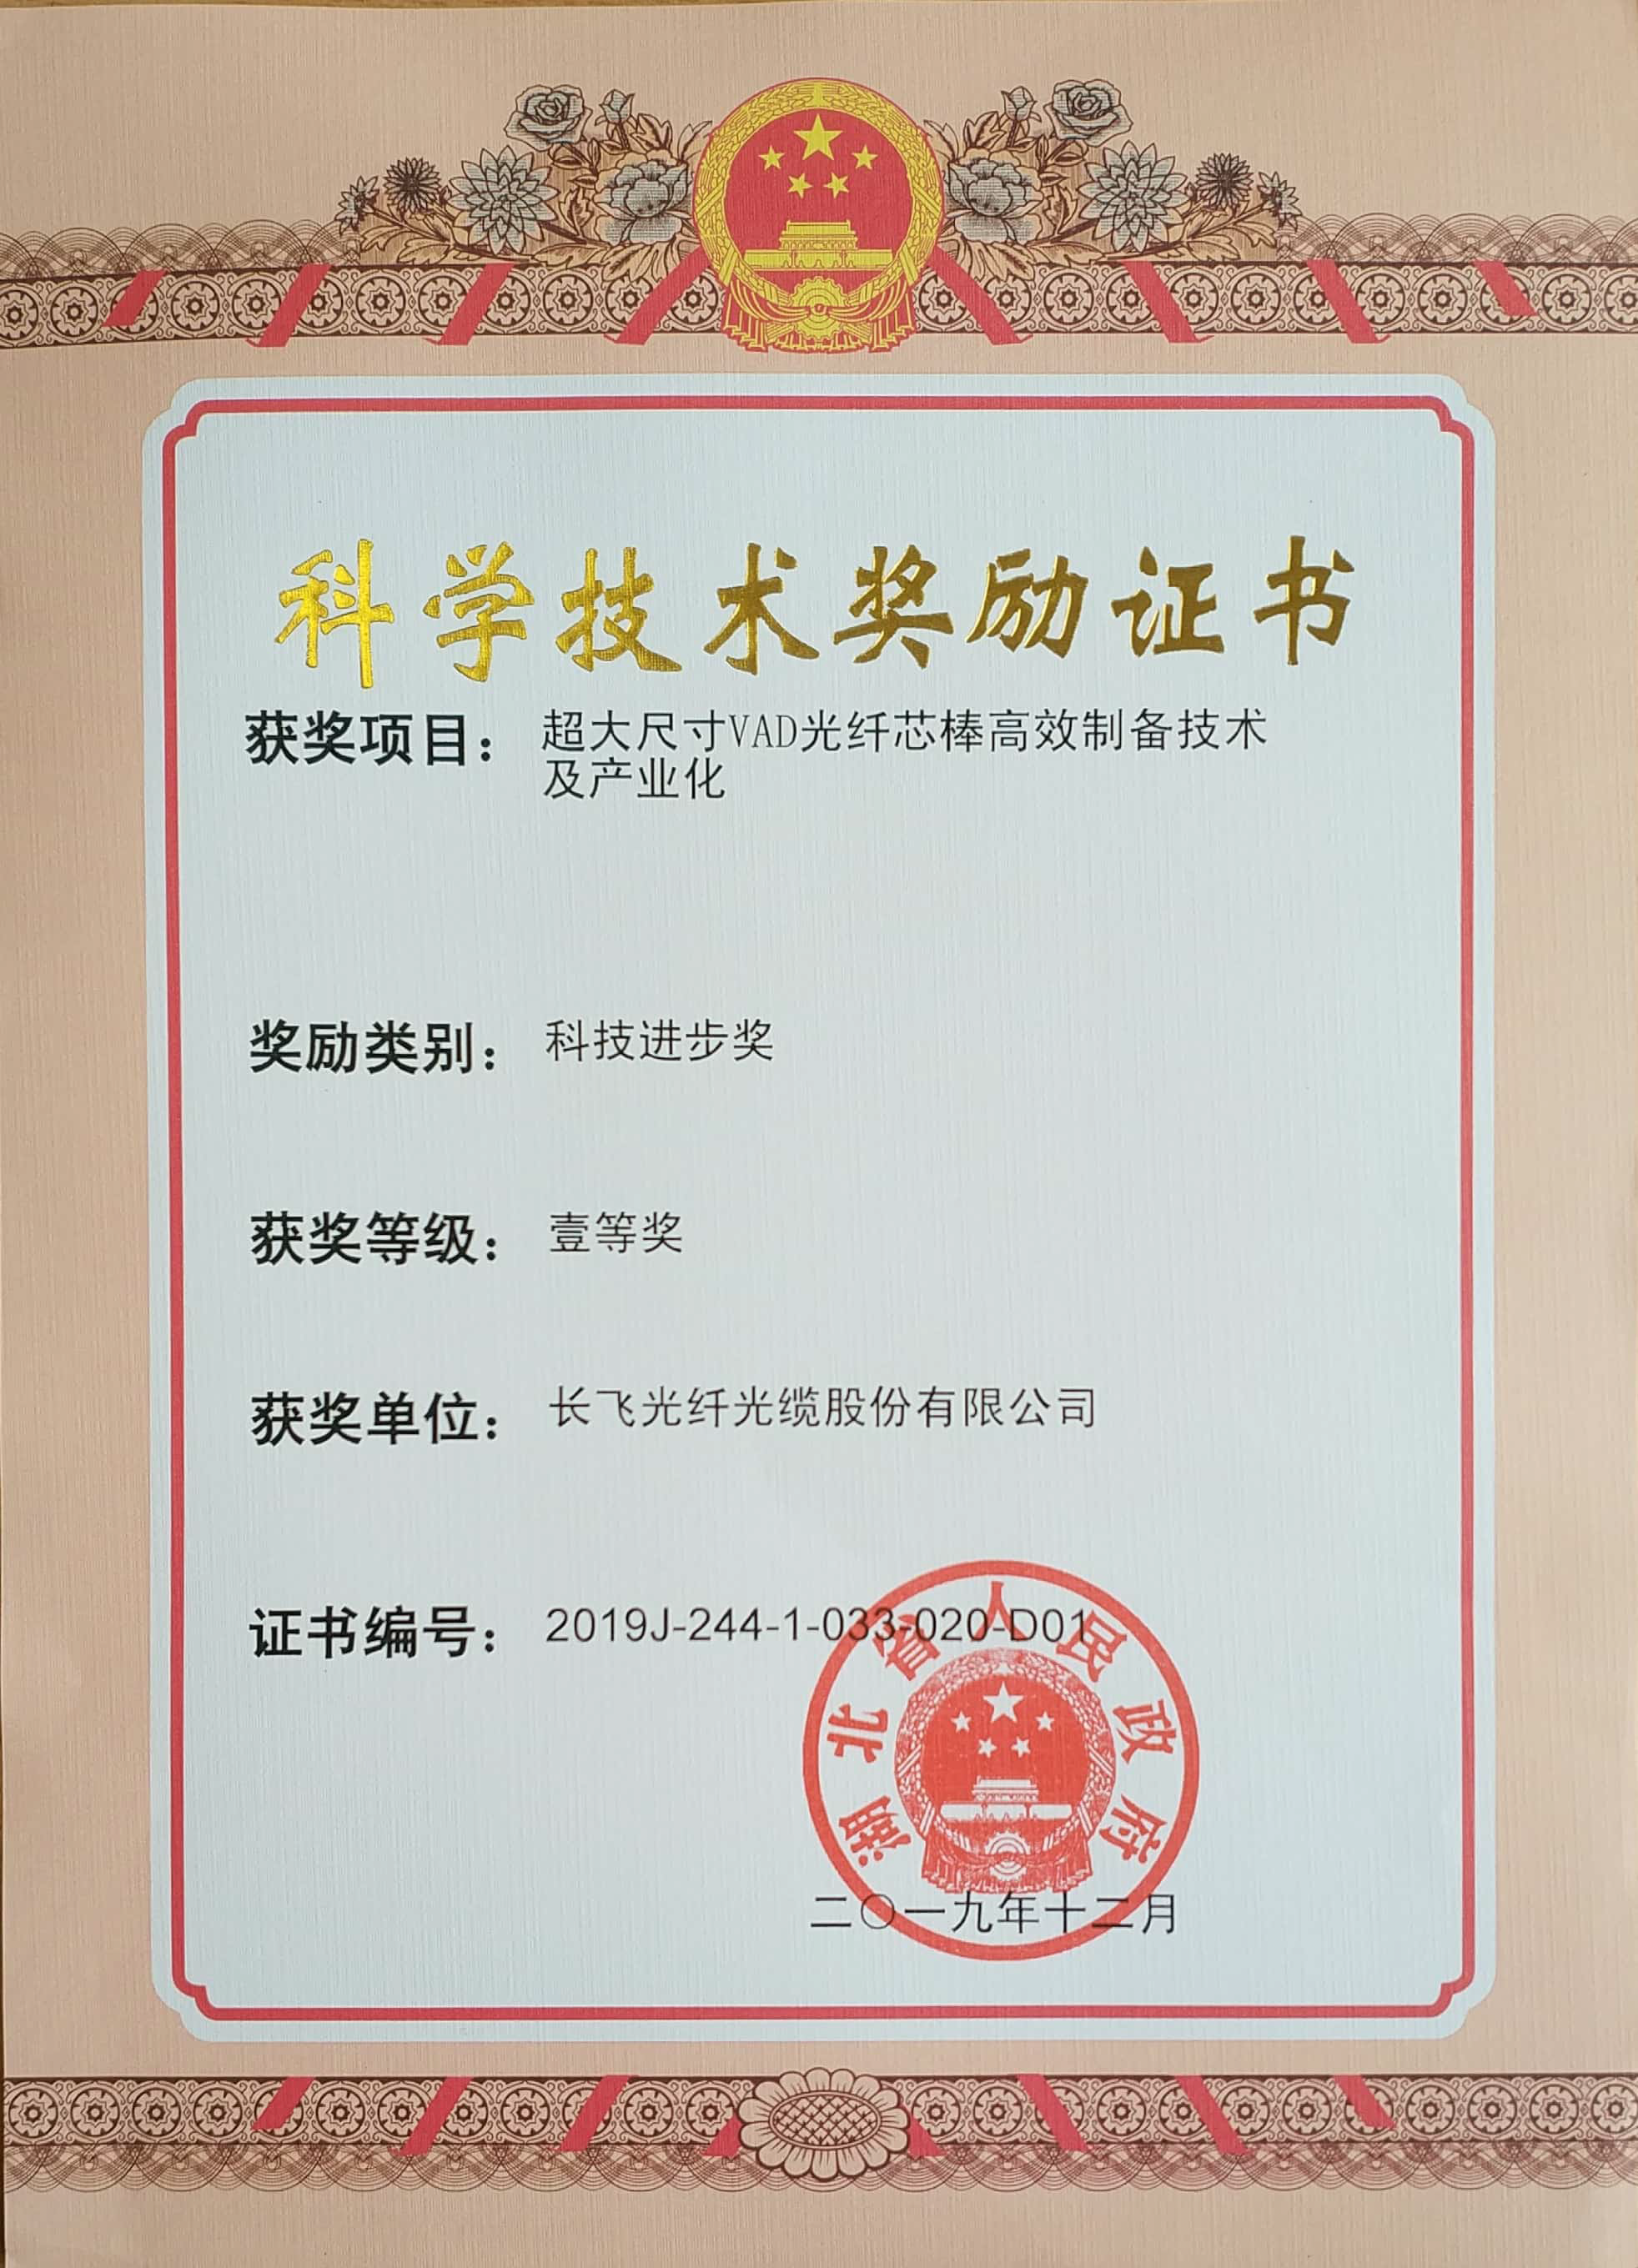 科学技术奖励证书
获奖项目： 超大尺寸VAD光纤芯棒高效制备技术
及产业化
奖励类别： 科技进步奖
获奖等级： 壹等奖
获奖单位： 长飞光纤光缆股份有限公司
证书编号： 2019J-244-1-033-020-D01
湖北省人民政府
二〇一九年十二月